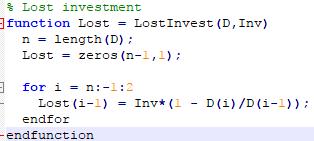 % Lost investment
function Lost = LostInvest(D,Inv)
n = length(D);
Lost = zeros(n-1,1);
for i = n:-1:2
Lost(i-1) = Inv*(1 - D(i)/D(i-1));
endfor
endfunction